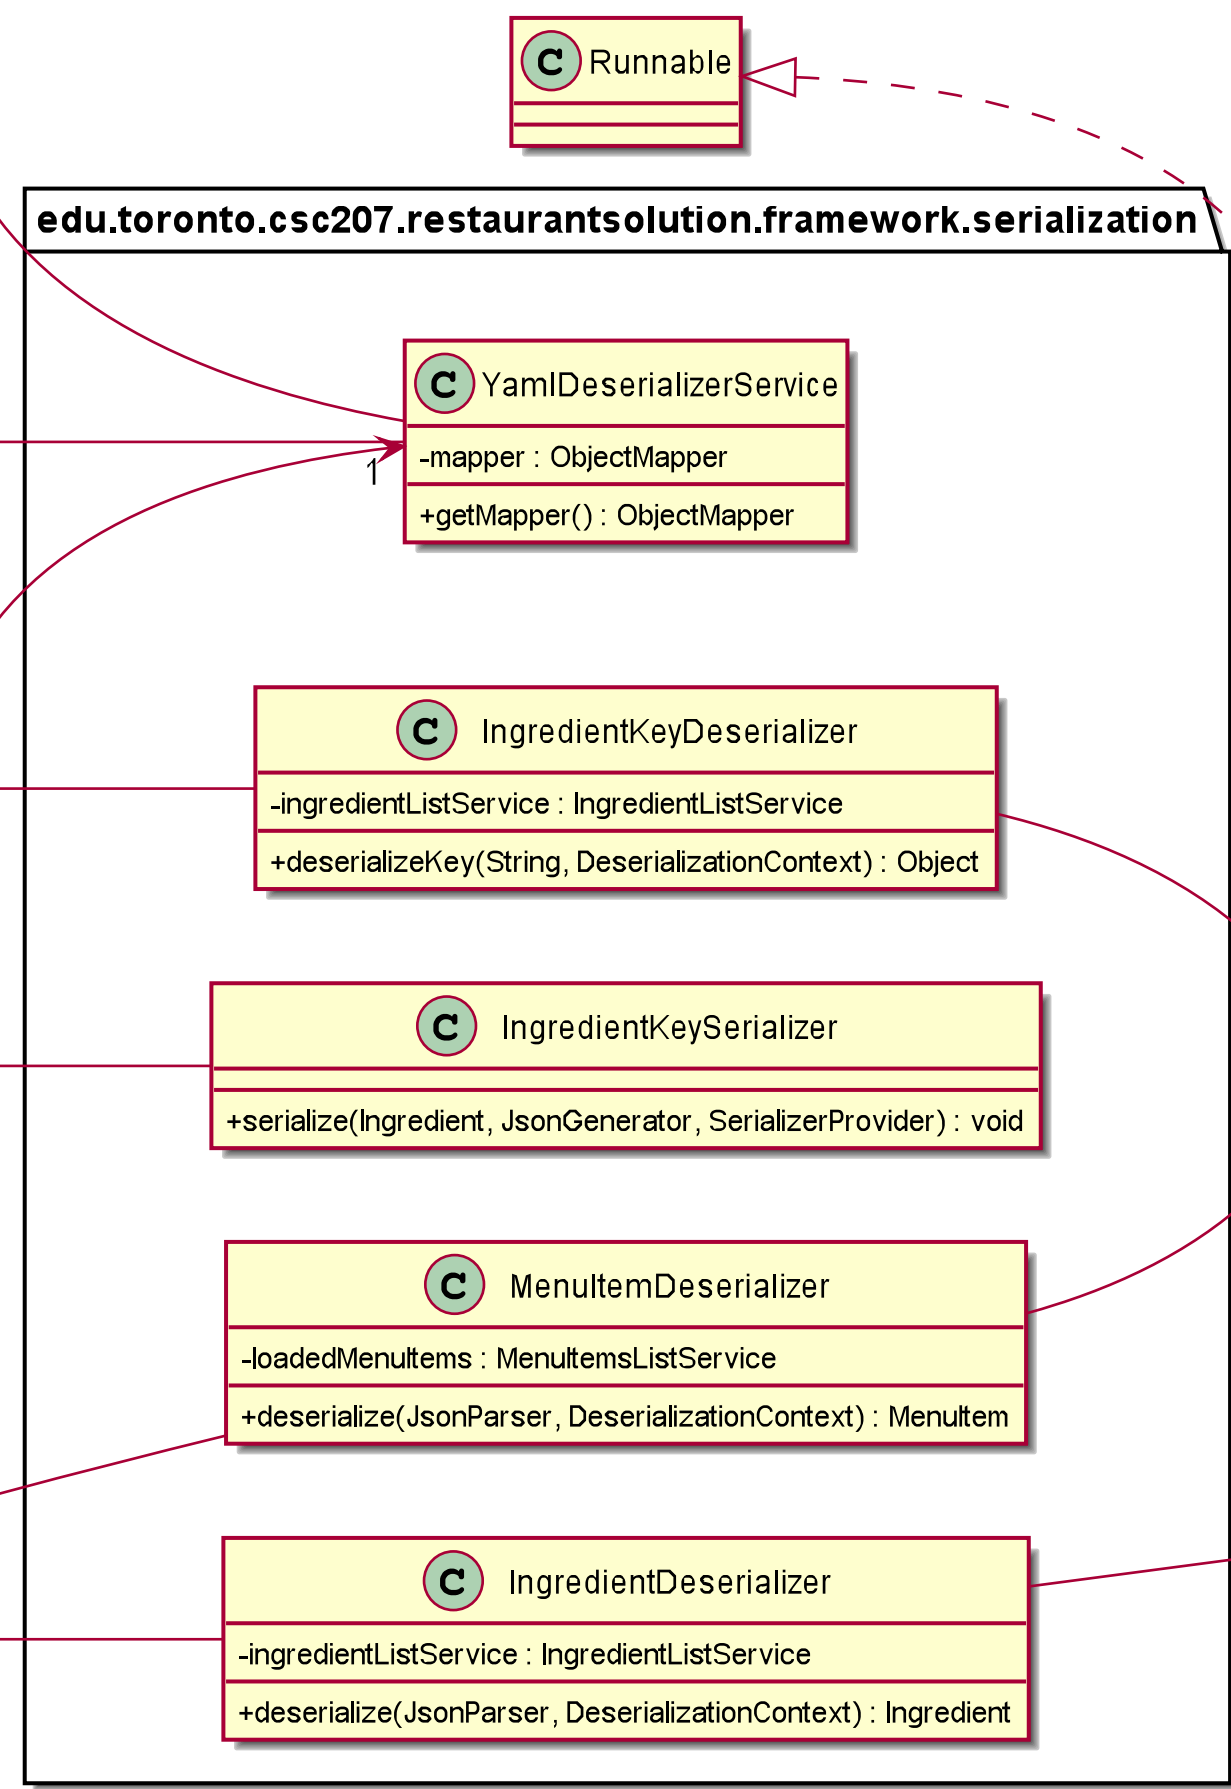 C Runnable
edu.toronto.csc207.restaurantsolution.framework.serialization
C YamlDeserializerService
-mapper : ObjectMapper
1
+getMapper() : ObjectMapper
C IngredientKeyDeserializer
-ingredientListService : IngredientListService
+deserializeKey(String, DeserializationContext) : Object
C IngredientKeySerializer
+serialize(Ingredient, JsonGenerator, SerializerProvider) : void
C MenuItemDeserializer
-loadedMenuItems : MenuItemsListService
+deserialize(JsonParser, DeserializationContext) : MenuItem
C IngredientDeserializer
-ingredientListService : IngredientListService
+deserialize(JsonParser, DeserializationContext) : Ingredient